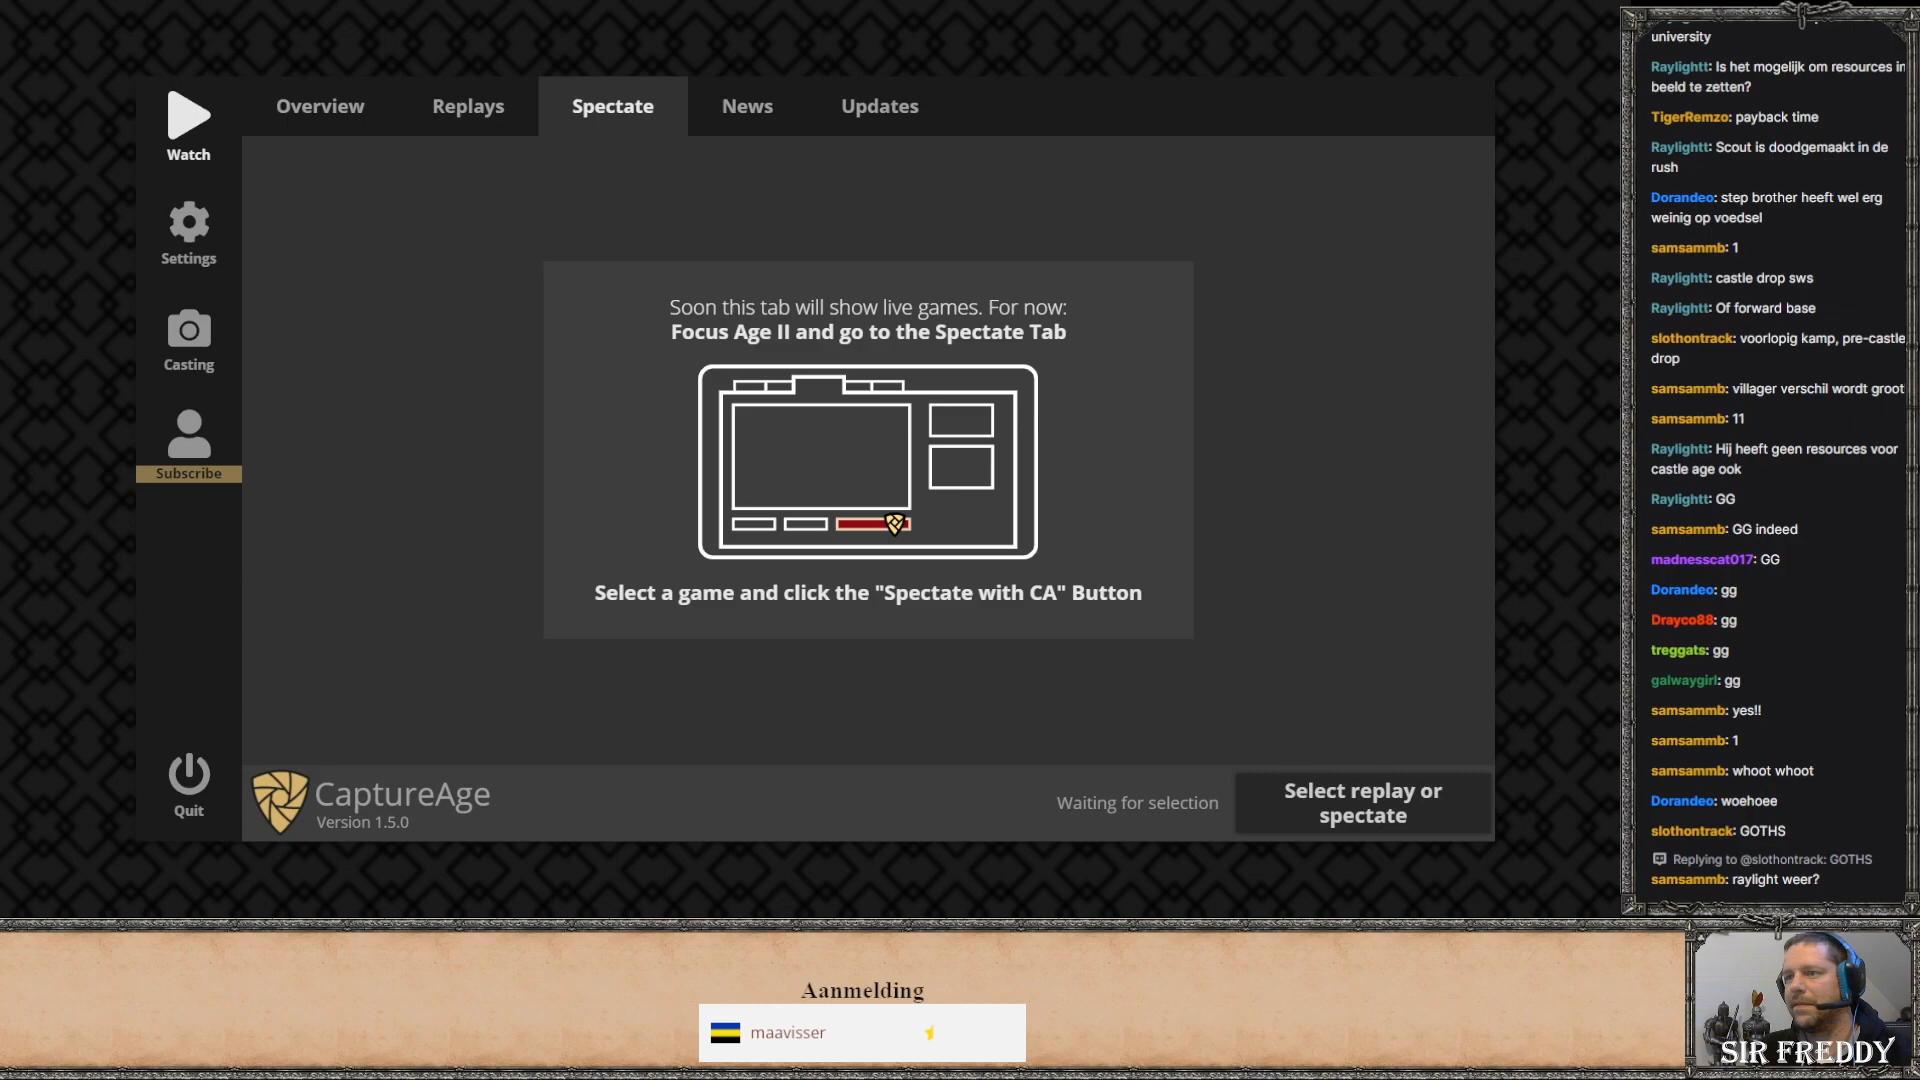 Watch
Settings
Casting
Subscribe
Quit
Overview
Replays
Spectate
News
Updates
Soon this tab will show live games. For now:
Focus Age II and go to the Spectate Tab
Select a game and click the "Spectate with CA" Button
CaptureAge
Version 1.5.0
Waiting for selection
Select replay or
spectate
university
Raylightt: Is het mogelijk om resources in
beeld te zetten?
TigerRemzo: payback time
Raylightt: Scout is doodgemaakt in de
rush
Dorandeo: step brother heeft wel erg
weinig op voedsel
samsammb: 1
Raylightt: castle drop sws
Raylightt: Of forward base
slothontrack: voorlopig kamp, pre-castle
drop
samsammb: villager verschil wordt groot
samsammb: 11
Raylightt: Hij heeft geen resources voor
castle age ook
Raylightt: GG
samsammb: GG indeed
madnesscat017: GG
Dorandeo: gg
Drayco88: gg
treggats: gg
galwaygirl: gg
samsammb: yes!!
samsammb: 1
samsammb: whoot whoot
Dorandeo: woehoee
slothontrack: GOTHS
Replying to @slothontrack: GOTHS
samsammb: raylight weer?
Aanmelding
maavisser
SIR FREDDY